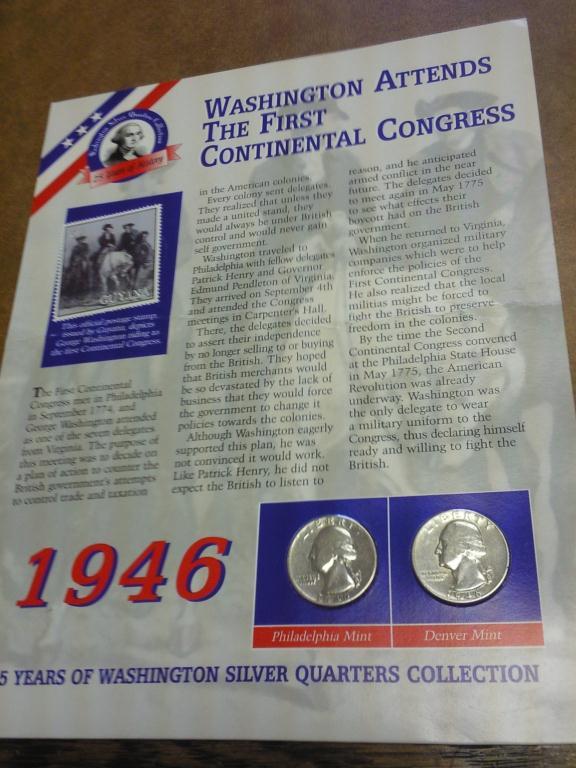 WASHINGTON ATTENDS
THE FIRST
CONTINENTAL CONGRESS
25 Years of History
GUYANA
This official postage stamp,
issued by Guyana, depicts
George Washington riding to
the first Continental Congress.
The First Continental
Congress met in Philadelphia
in September 1774, and
George Washington attended
as one of the seven delegates
from Virginia. The purpose of
this meeting was to decide on
a plan of action to counter the
British government's attempts
to control trade and taxation
in the American colonies.
Every colony sent delegates.
They realized that unless they
made a united stand, they
would always be under British
control and would never gain
self government.
Washington traveled to
Philadelphia with fellow delegates
Patrick Henry and Governor
Edmund Pendleton of Virginia.
They arrived on September 4th
and attended the Congress
meetings in Carpenter's Hall.
There, the delegates decided
to assert their independence
by no longer selling to or buying
from the British. They hoped
that British merchants would
be so devastated by the lack of
business that they would force
the government to change it
policies towards the colonies.
Although Washington eagerly
supported this plan, he was
not convinced it would work.
Like Patrick Henry, he did not
expect the British to listen to
reason, and he anticipated
armed conflict in the near
future. The delegates decided
to meet again in May 1775
to see what effects their
boycott had on the British
government.
When he returned to Virginia,
Washington organized military
companies which were to help
enforce the policies of the
First Contiental Congress.
He also realized that the local
militias might be forced to
fight the British to preserve
freedom in the colonies.
By the time the Second
Continental Congress convened
at the Philadelphia State House
in May 1775, the American
Revolution was already
underway. Washington was
the only delegate to wear
a military uniform to the
Congress, thus declaring himself
ready and willing to fight the
British.
1946
LIBERTY
1946
LIBERTY
1946
Philadelphia Mint
Denver Mint
5 YEARS OF WASHINGTON SILVER QUARTERS COLLECTION